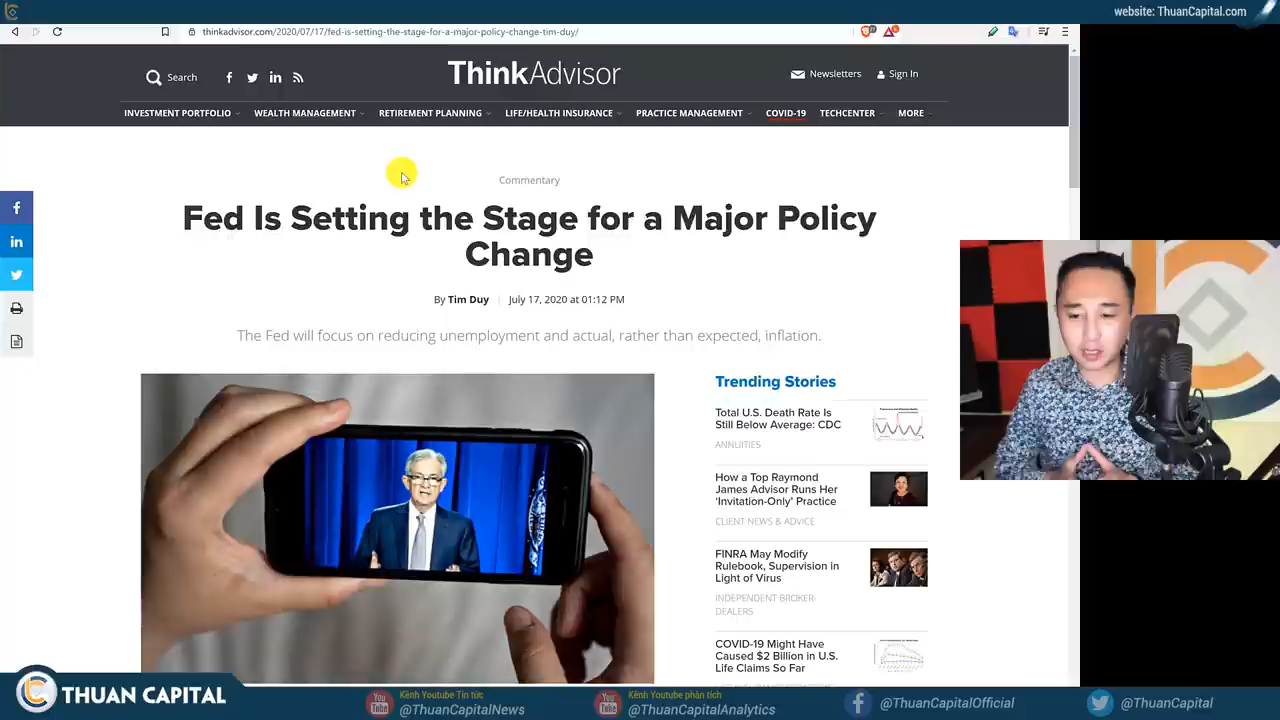 website: ThuanCapital.com
thinkadvisor.com/2020/07/17/fed-is-setting-the-stage-for-a-major-policy-change-tim-duy/
Search
ThinkAdvisor
Newsletters
Sign In
INVESTMENT PORTFOLIO
WEALTH MANAGEMENT
RETIREMENT PLANNING
LIFE/HEALTH INSURANCE
PRACTICE MANAGEMENT
COVID-19
TECHCENTER
MORE
Commentary
Fed Is Setting the Stage for a Major Policy
Change
By Tim Duy | July 17, 2020 at 01:12 PM
The Fed will focus on reducing unemployment and actual, rather than expected, inflation.
Trending Stories
Total U.S. Death Rate Is
Still Below Average: CDC
ANNUITIES
How a Top Raymond
James Advisor Runs Her
‘Invitation-Only’ Practice
CLIENT NEWS & ADVICE
FINRA May Modify
Rulebook, Supervision in
Light of Virus
INDEPENDENT BROKER-
DEALERS
COVID-19 Might Have
Caused $2 Billion in U.S.
Life Claims So Far
THUAN CAPITAL
Kênh Youtube Tin tức
@ThuanCapitalNews
Kênh Youtube phân tích
@ThuanCapitalAnalytics
@ThuanCapitalOfficial
@ThuanCapital